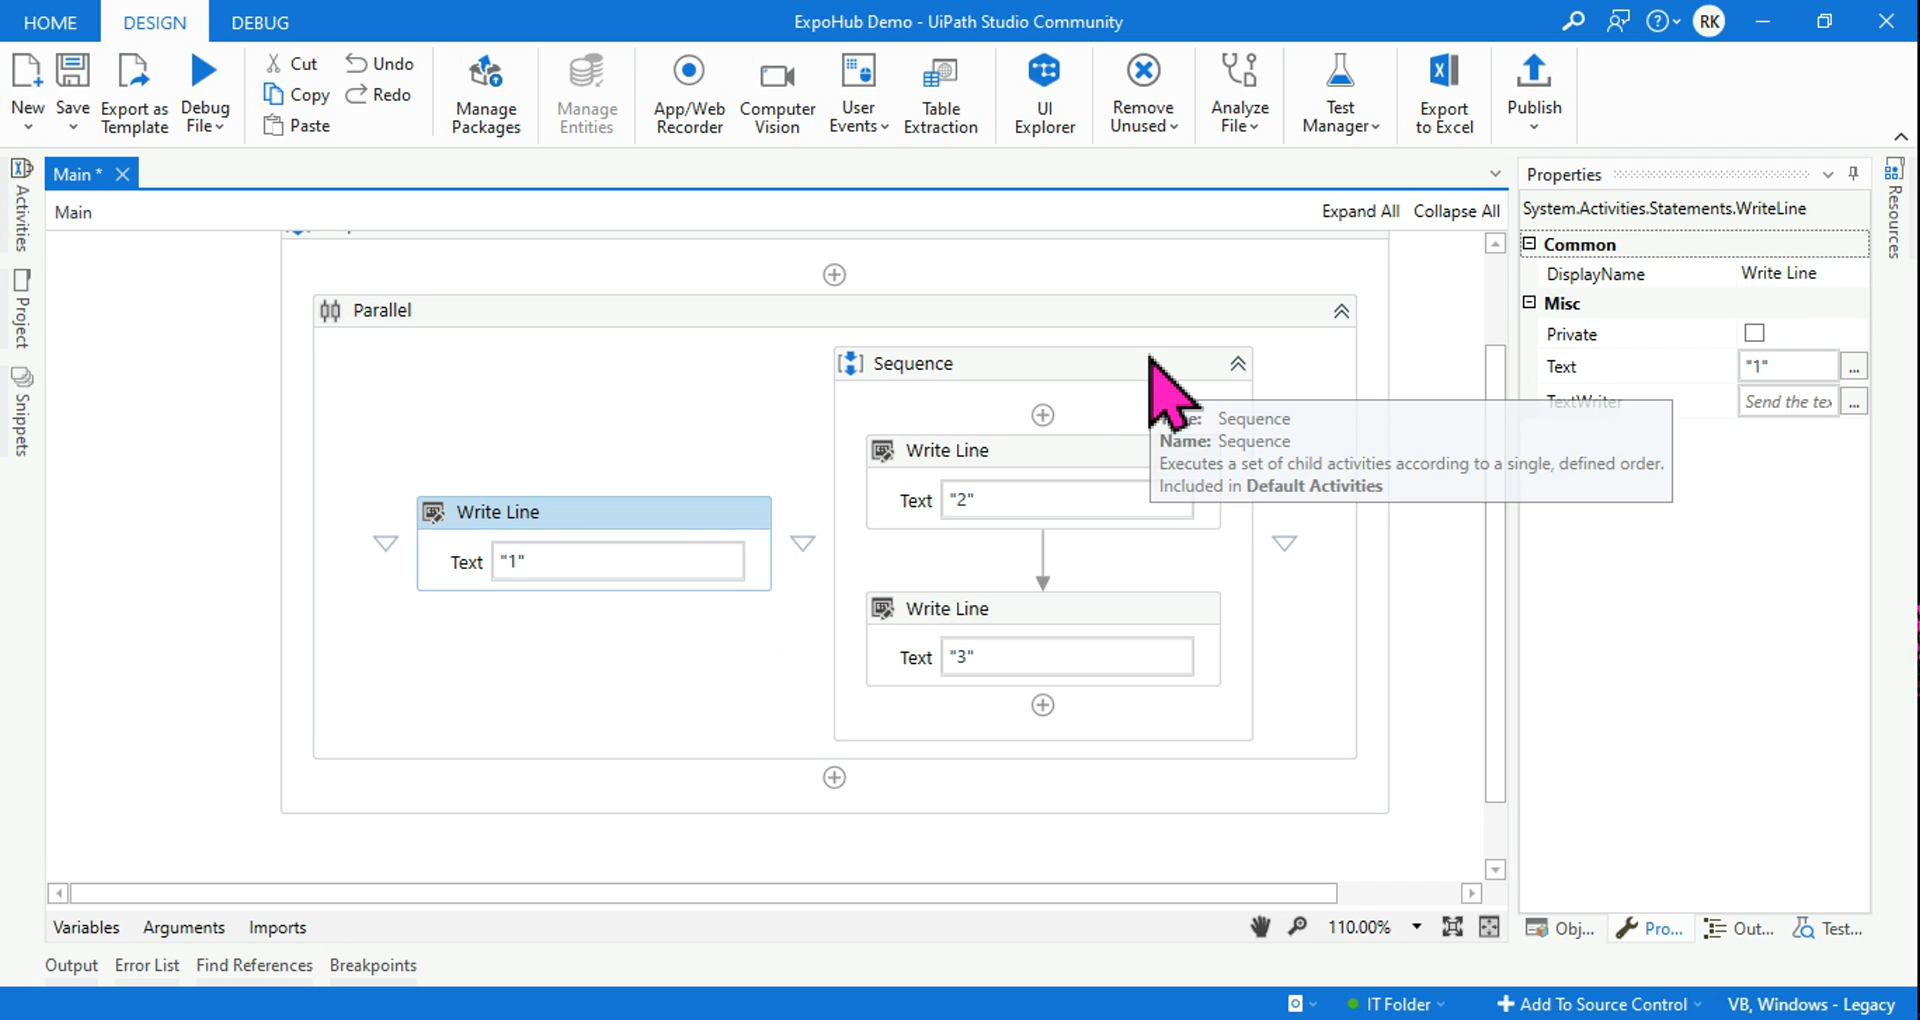 HOME DESIGN DEBUG ExpoHub Demo - UiPath Studio Community RK
New Save Export as Template Debug File Cut Copy Paste Undo Redo Manage Packages Manage Entities App/Web Recorder Computer Vision User Events Table Extraction UI Explorer Remove Unused Analyze File Test Manager Export to Excel Publish
Activities
Project
Snippets
Main *
Main Expand All Collapse All
Parallel
Sequence
Write Line
Text "2"
Write Line
Text "1"
Write Line
Text "3"
Name: Sequence
Name: Sequence
Executes a set of child activities according to a single, defined order.
Included in Default Activities
Properties
System.Activities.Statements.WriteLine
Common
DisplayName Write Line
Misc
Private
Text "1" ...
TextWriter Send the tex ...
Resources
Variables Arguments Imports 110.00% Obj... Pro... Out... Test...
Output Error List Find References Breakpoints
IT Folder Add To Source Control VB, Windows - Legacy